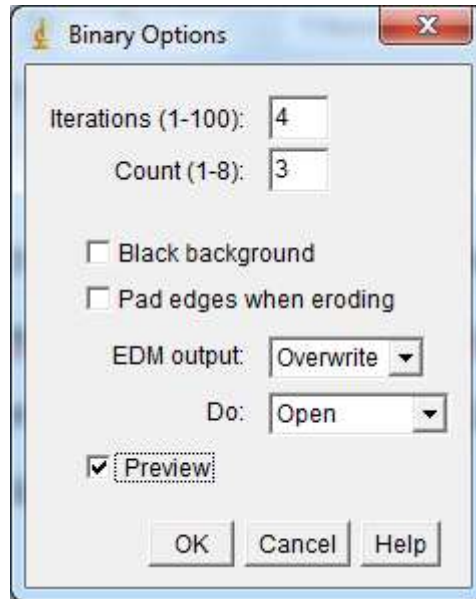 Binary Options
Iterations (1-100): 4
Count (1-8): 3
Black background
Pad edges when eroding
EDM output: Overwrite
Do: Open
Preview
OK Cancel Help